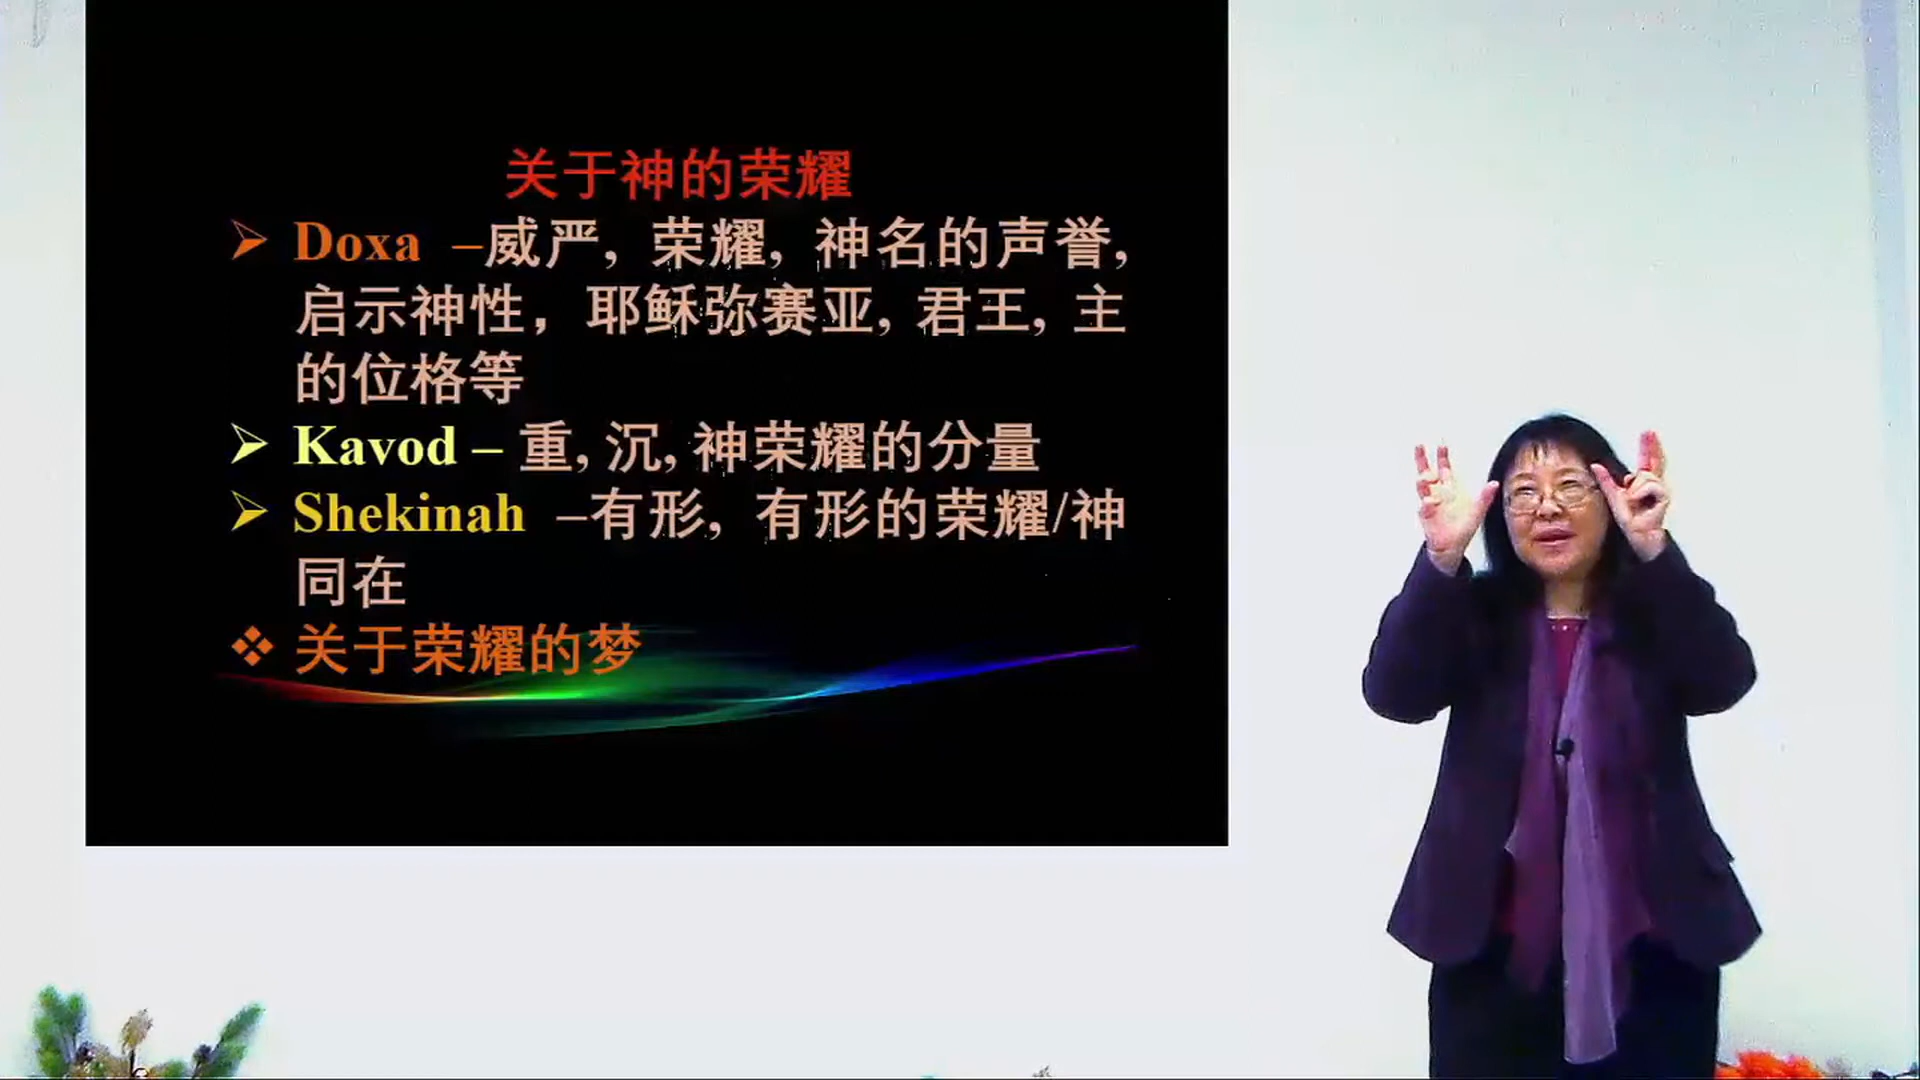 关于神的荣耀
➢ Doxa –威严, 荣耀, 神名的声誉,
启示神性，耶稣弥赛亚, 君王, 主
的位格等
➢ Kavod – 重, 沉, 神荣耀的分量
➢ Shekinah –有形, 有形的荣耀/神
同在
❖ 关于荣耀的梦